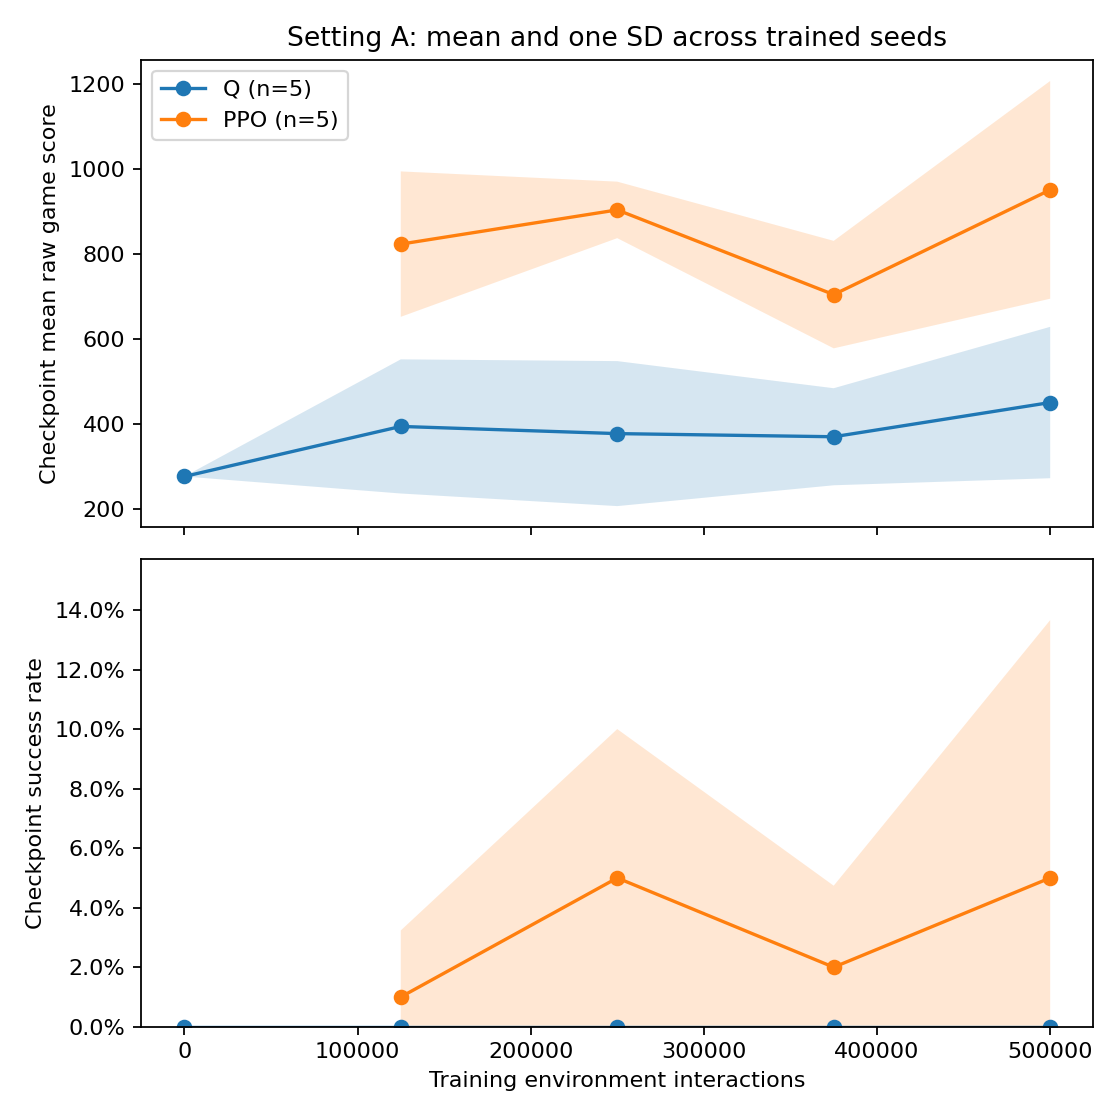 Setting A: mean and one SD across trained seeds
Checkpoint mean raw game score
1200
1000
800
600
400
200
Q (n=5)
PPO (n=5)
Checkpoint success rate
14.0%
12.0%
10.0%
8.0%
6.0%
4.0%
2.0%
0.0%
0 100000 200000 300000 400000 500000
Training environment interactions